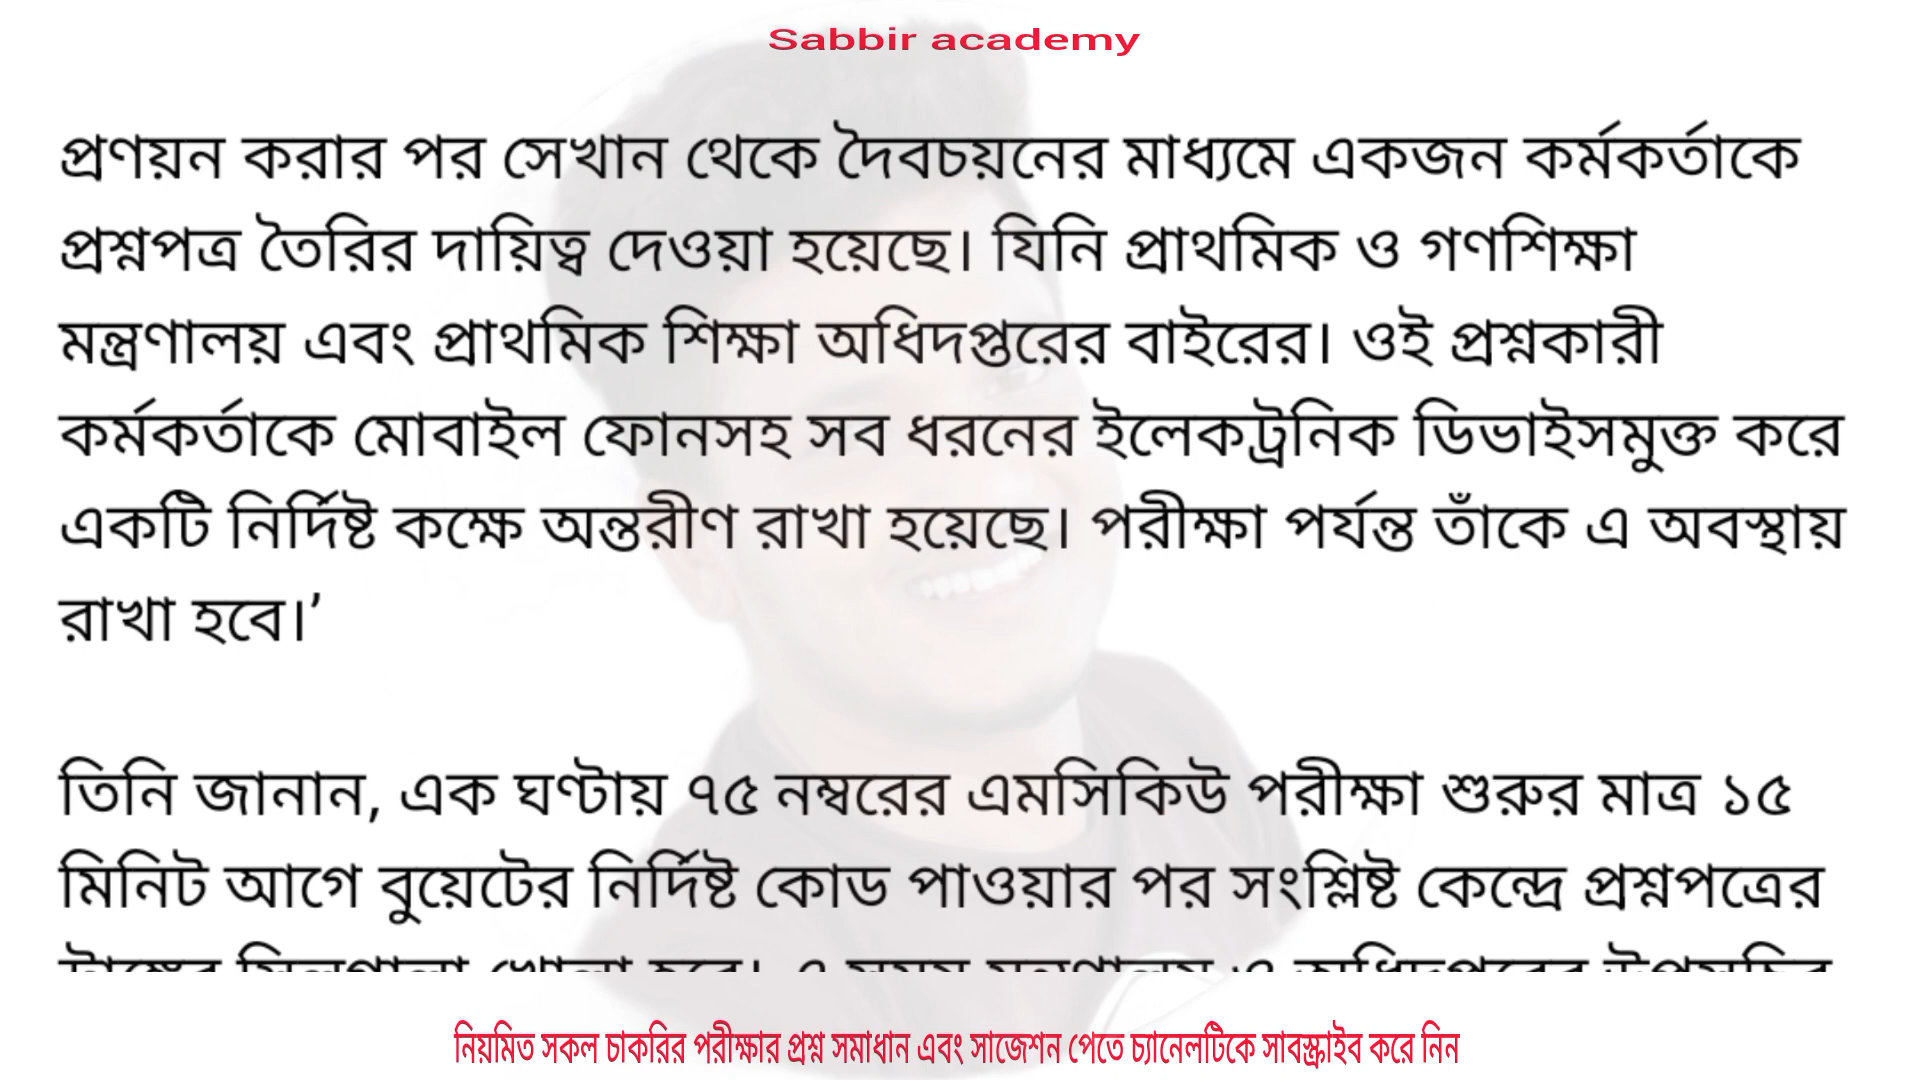 Sabbir academy
প্রণয়ন করার পর সেখান থেকে দৈবচয়নের মাধ্যমে একজন কর্মকর্তাকে
প্রশ্নপত্র তৈরির দায়িত্ব দেওয়া হয়েছে। যিনি প্রাথমিক ও গণশিক্ষা
মন্ত্রণালয় এবং প্রাথমিক শিক্ষা অধিদপ্তরের বাইরের। ওই প্রশ্নকারী
কর্মকর্তাকে মোবাইল ফোনসহ সব ধরনের ইলেকট্রনিক ডিভাইসমুক্ত করে
একটি নির্দিষ্ট কক্ষে অন্তরীণ রাখা হয়েছে। পরীক্ষা পর্যন্ত তাঁকে এ অবস্থায়
রাখা হবে।’
তিনি জানান, এক ঘণ্টায় ৭৫ নম্বরের এমসিকিউ পরীক্ষা শুরুর মাত্র ১৫
মিনিট আগে বুয়েটের নির্দিষ্ট কোড পাওয়ার পর সংশ্লিষ্ট কেন্দ্রে প্রশ্নপত্রের
নিয়মিত সকল চাকরির পরীক্ষার প্রশ্ন সমাধান এবং সাজেশন পেতে চ্যানেলটিকে সাবস্ক্রাইব করে নিন